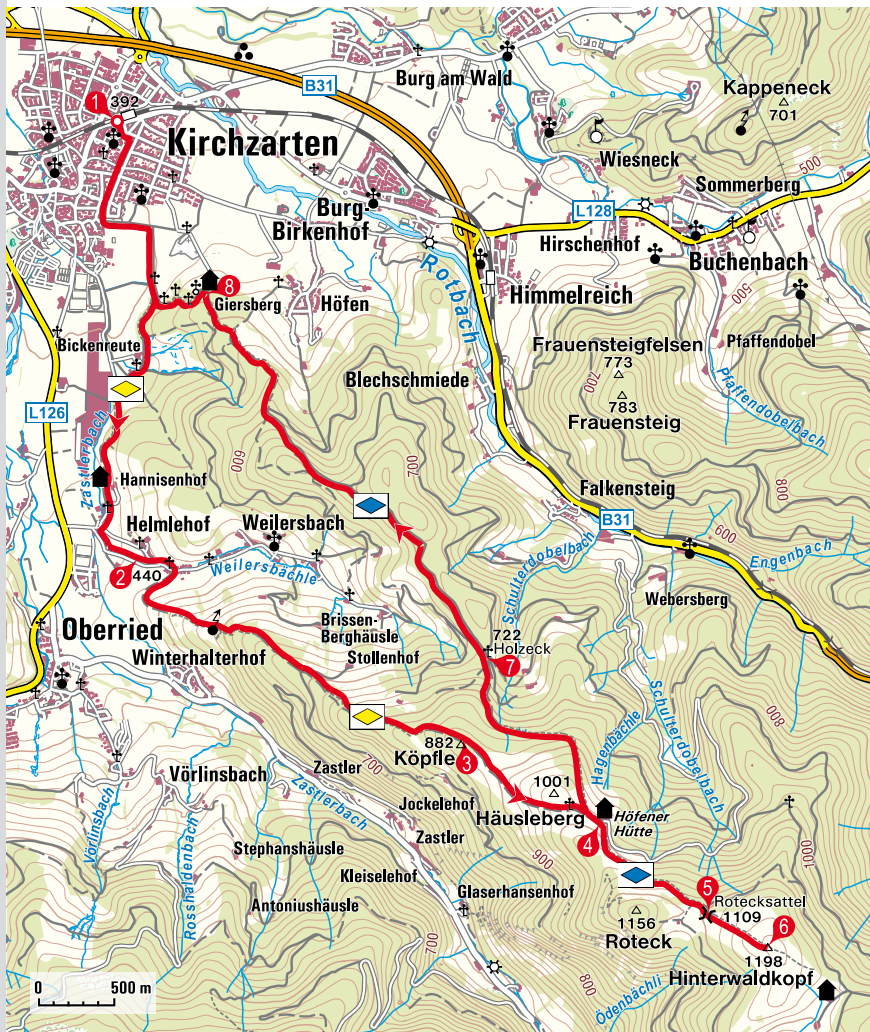 B31
Burg am Wald
Kappeneck
701
1
392
Kirchzarten
Wiesneck
500
Sommerberg
L128
Burg-
Birkenhof
Hirschenhof
Buchenbach
Rotbach
8
Giersberg
Höfen
Himmelreich
500
Bickenreute
Frauensteigfelsen
773
700
783
Frauensteig
Pfaffendobel
Pfaffendobelbach
Blechschmiede
L126
Zastlerbach
600
700
Hannisenhof
Falkensteig
800
B31
600
Helmlehof
Weilersbach
Engenbach
2
440
Weilersbächle
Schulterdobelbach
Webersberg
Oberried
Brissen-
Berghäusle
Stollenhof
722
Holzeck
7
Winterhalterhof
Schulterdobelbach
800
882
Köpfle
3
Hagenbächle
Zastler
700
Vörlinsbach
Zastlerbach
1001
Jockelehof
Häusleberg
Höfener
Hütte
4
Zastler
Vörlinsbach
Rosshaldenbach
Stephanshäusle
900
1000
Kleiselehof
Glaserhansenhof
Antoniushäusle
5
Rotecksattel
1109
1156
Roteck
6
700
1198
Hinterwaldkopf
800
Ödenbächli
0 500 m